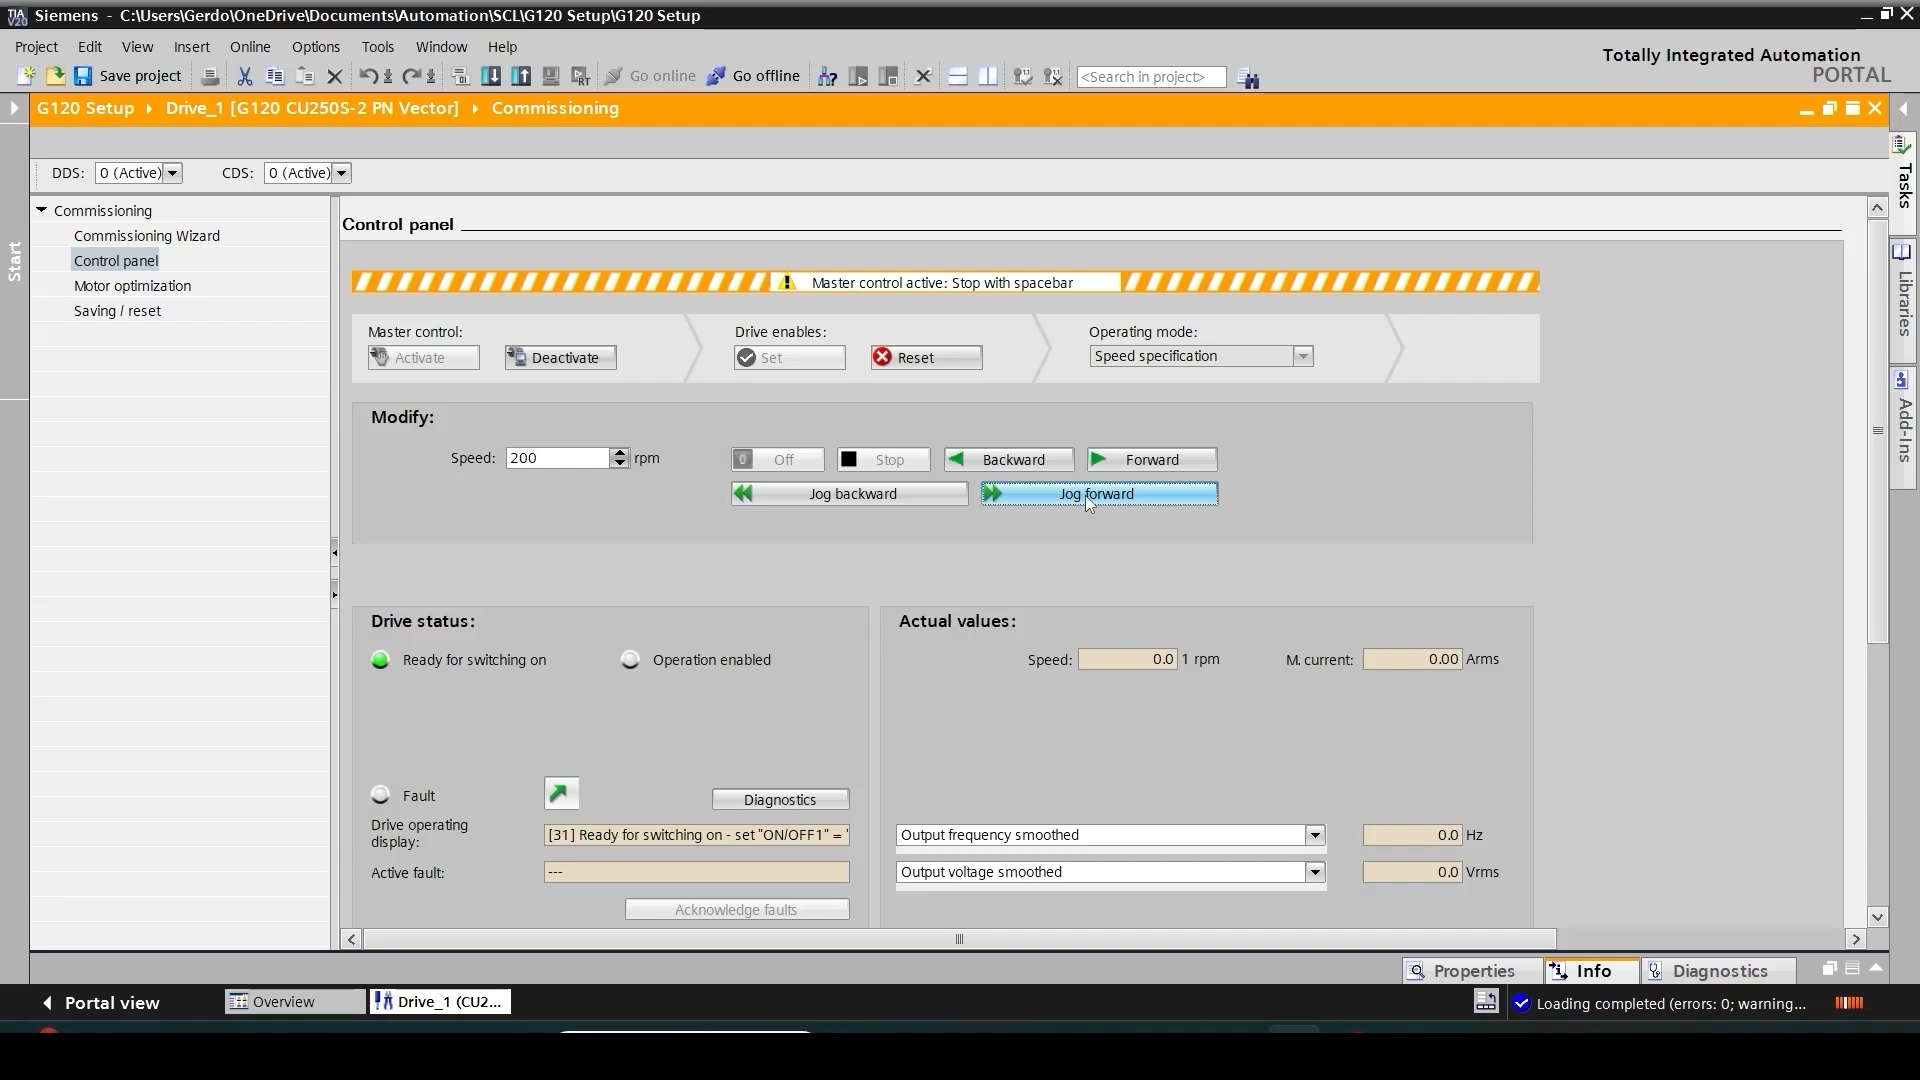 TIA V20 Siemens - C:\Users\Gerdo\OneDrive\Documents\Automation\SCL\G120 Setup\G120 Setup
Project Edit View Insert Online Options Tools Window Help
Totally Integrated Automation
PORTAL
Save project Go online Go offline <Search in project>
G120 Setup Drive_1 [G120 CU250S-2 PN Vector] Commissioning
DDS: 0 (Active) CDS: 0 (Active)
Start
Commissioning
Commissioning Wizard
Control panel
Motor optimization
Saving / reset
Control panel
Master control active: Stop with spacebar
Master control: Drive enables: Operating mode:
Activate Deactivate Set Reset Speed specification
Modify:
Speed: 200 rpm 0 Off Stop Backward Forward
Jog backward Jog forward
Drive status:
Ready for switching on Operation enabled
Fault Diagnostics
Drive operating
display: [31] Ready for switching on - set "ON/OFF1" = '
Active fault: ---
Acknowledge faults
Actual values:
Speed: 0.0 1 rpm M. current: 0.00 Arms
Output frequency smoothed 0.0 Hz
Output voltage smoothed 0.0 Vrms
Tasks
Libraries
Add-Ins
Properties Info Diagnostics
Portal view Overview Drive_1 (CU2... Loading completed (errors: 0; warning...